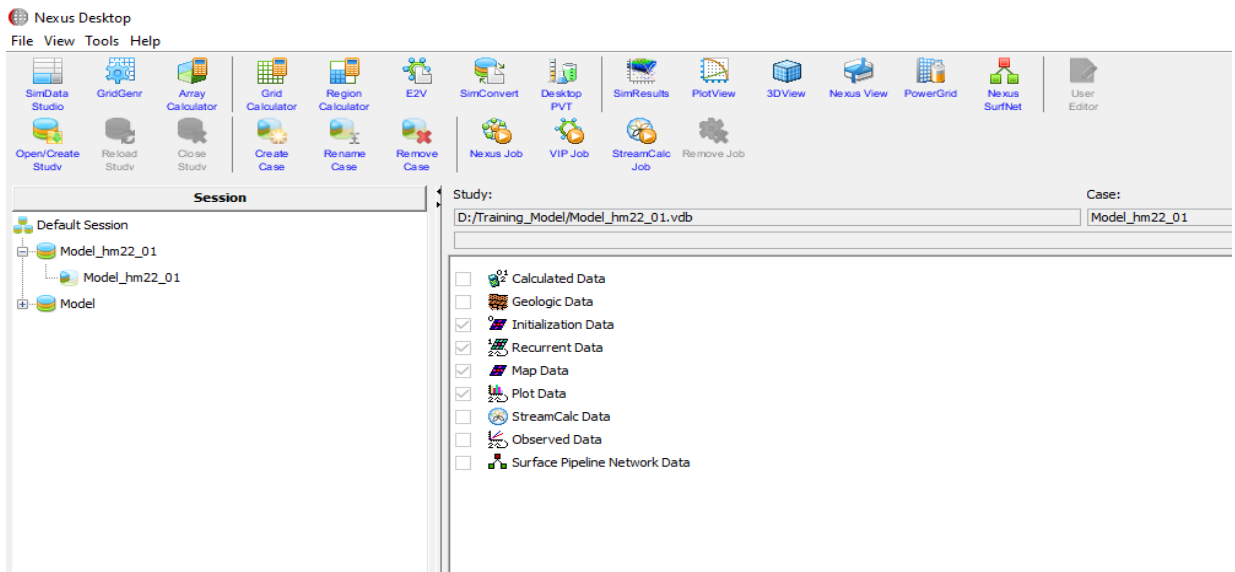 Nexus Desktop
File View Tools Help
SimData Studio GridGenr Array Calculator Grid Calculator Region Calculator E2V SimConvert Desktop PVT SimResults PlotView 3DView Nexus View PowerGrid Nexus SurfNet User Editor
Open/Create Study Reload Study Close Study Create Case Rename Case Remove Case Nexus Job VIP Job StreamCalc Job Remove Job
Session
Default Session
Model_hm22_01
Model_hm22_01
Model
Study: Case:
D:/Training_Model/Model_hm22_01.vdb Model_hm22_01
Calculated Data
Geologic Data
Initialization Data
Recurrent Data
Map Data
Plot Data
StreamCalc Data
Observed Data
Surface Pipeline Network Data